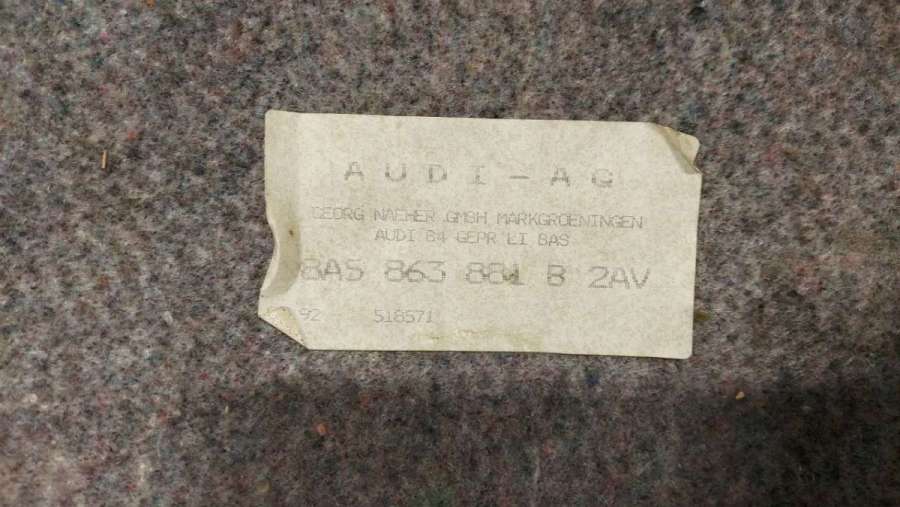 AUDI-AG
GEORG NAEHER GMBH MARKGROENINGEN
AUDI 84 GEPR LI BAS
8A5 863 881 B 2AV
92 518571